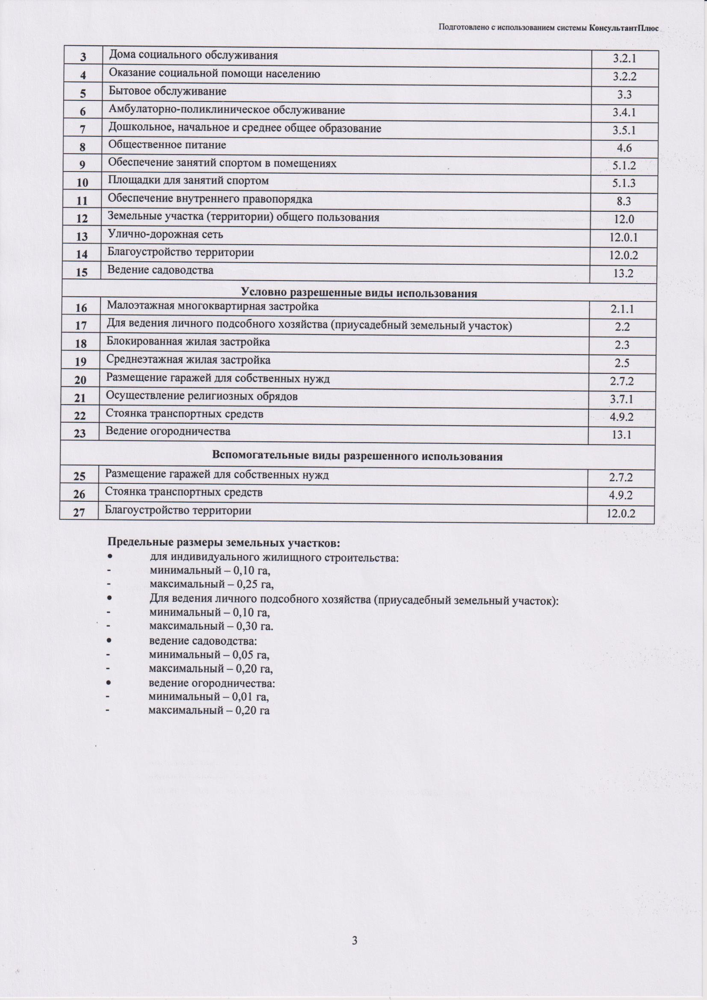 Подготовлено с использованием системы КонсультантПлюс
3 Дома социального обслуживания 3.2.1
4 Оказание социальной помощи населению 3.2.2
5 Бытовое обслуживание 3.3
6 Амбулаторно-поликлиническое обслуживание 3.4.1
7 Дошкольное, начальное и среднее общее образование 3.5.1
8 Общественное питание 4.6
9 Обеспечение занятий спортом в помещениях 5.1.2
10 Площадки для занятий спортом 5.1.3
11 Обеспечение внутреннего правопорядка 8.3
12 Земельные участка (территории) общего пользования 12.0
13 Улично-дорожная сеть 12.0.1
14 Благоустройство территории 12.0.2
15 Ведение садоводства 13.2
Условно разрешенные виды использования
16 Малоэтажная многоквартирная застройка 2.1.1
17 Для ведения личного подсобного хозяйства (приусадебный земельный участок) 2.2
18 Блокированная жилая застройка 2.3
19 Среднеэтажная жилая застройка 2.5
20 Размещение гаражей для собственных нужд 2.7.2
21 Осуществление религиозных обрядов 3.7.1
22 Стоянка транспортных средств 4.9.2
23 Ведение огородничества 13.1
Вспомогательные виды разрешенного использования
25 Размещение гаражей для собственных нужд 2.7.2
26 Стоянка транспортных средств 4.9.2
27 Благоустройство территории 12.0.2
Предельные размеры земельных участков:
• для индивидуального жилищного строительства:
- минимальный – 0,10 га,
- максимальный – 0,25 га,
• Для ведения личного подсобного хозяйства (приусадебный земельный участок):
- минимальный – 0,10 га,
- максимальный – 0,30 га.
• ведение садоводства:
- минимальный – 0,05 га,
- максимальный – 0,20 га,
• ведение огородничества:
- минимальный – 0,01 га,
- максимальный – 0,20 га
3